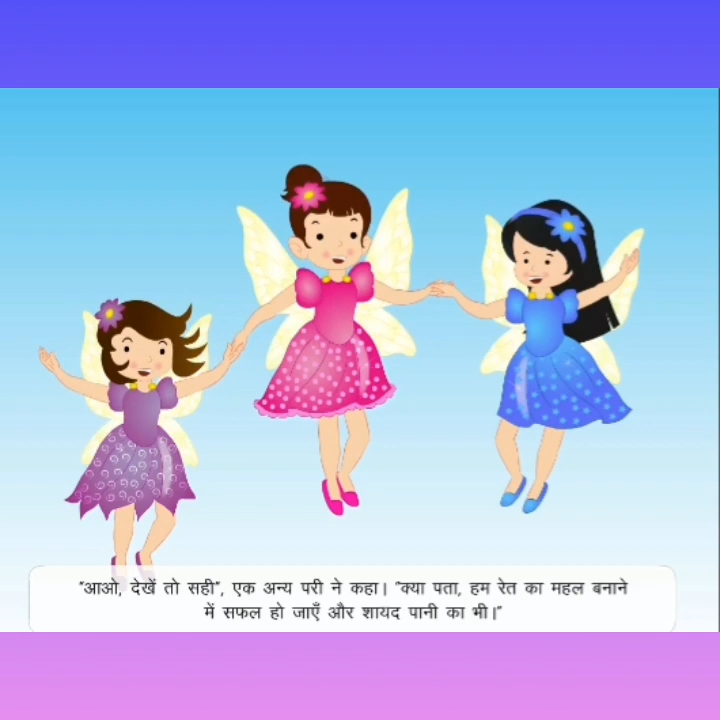 "आओ, देखें तो सही", एक अन्य परी ने कहा। "क्या पता, हम रेत का महल बनाने
में सफल हो जाएँ और शायद पानी का भी।"